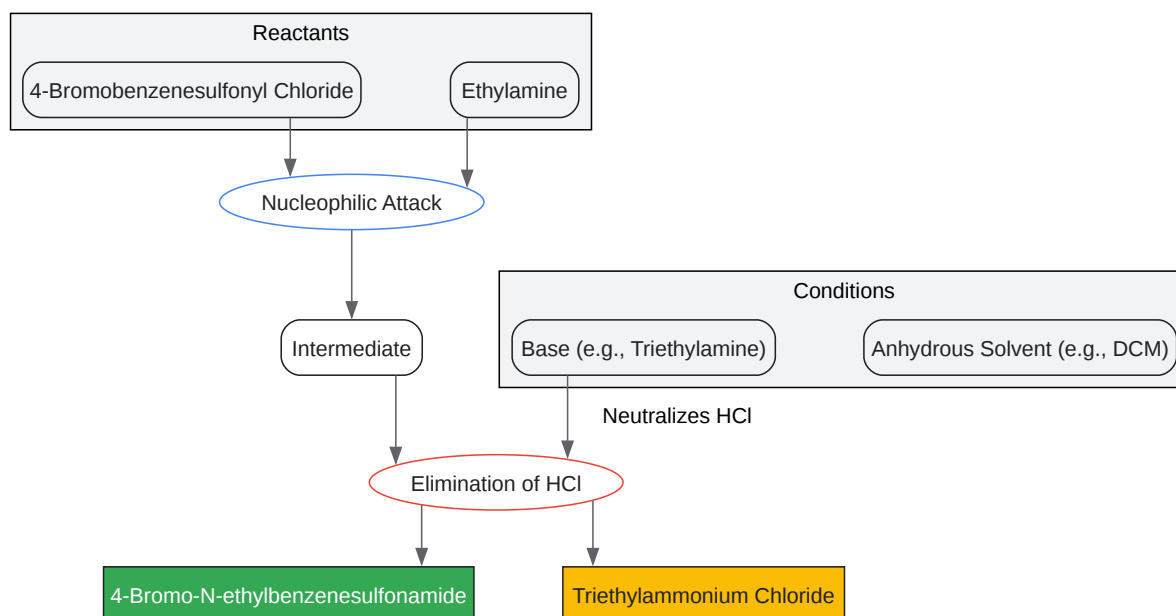 Reactants
4-Bromobenzenesulfonyl Chloride
Ethylamine
Nucleophilic Attack
Conditions
Intermediate
Base (e.g., Triethylamine)
Anhydrous Solvent (e.g., DCM)
Neutralizes HCl
Elimination of HCl
4-Bromo-N-ethylbenzenesulfonamide
Triethylammonium Chloride